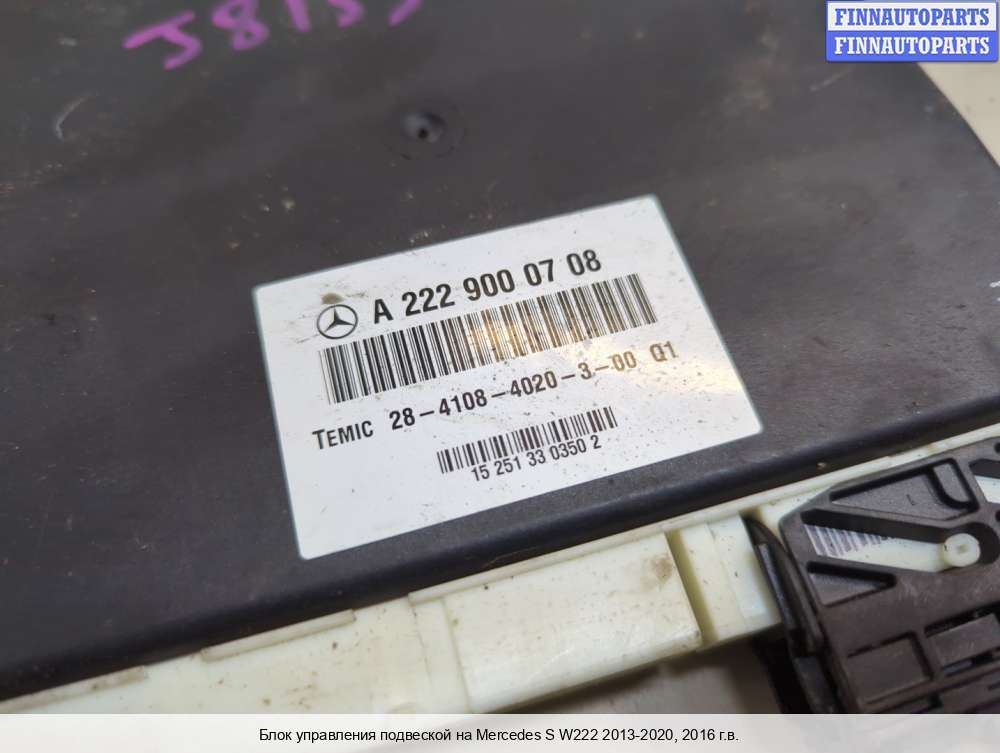 FINNAUTOPARTS
FINNAUTOPARTS
A 222 900 07 08
TEMIC 28-4108-4020-3-00 Q1
15 251 33 0350 2
Блок управления подвеской на Mercedes S W222 2013-2020, 2016 г.в.